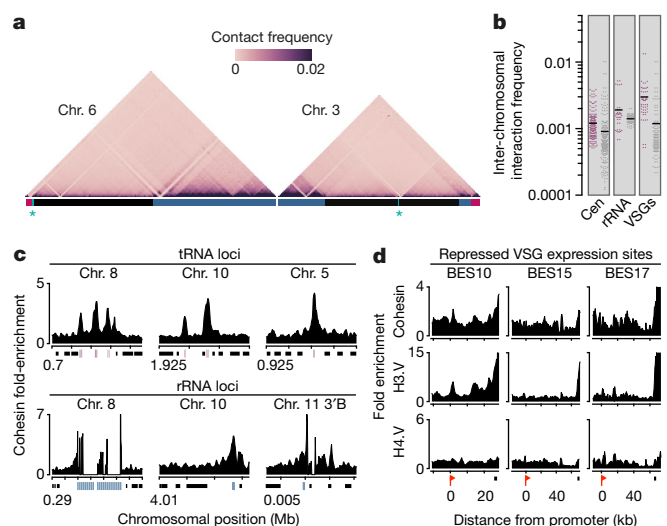 a
Contact frequency
0 0.02
Chr. 6
Chr. 3
*
*
b
Inter-chromosomal
interaction frequency
0.01
0.001
0.0001
Cen
rRNA
VSGs
c
tRNA loci
Chr. 8 Chr. 10 Chr. 5
Cohesin fold-enrichment
5
0
0.7 1.925 0.925
rRNA loci
Chr. 8 Chr. 10 Chr. 11 3′B
7
0
0.29 4.01 0.005
Chromosomal position (Mb)
d
Repressed VSG expression sites
BES10 BES15 BES17
Fold enrichment
Cohesin
4
0
H3.V
15
0
H4.V
6
0
0 20 0 40 0 40
Distance from promoter (kb)